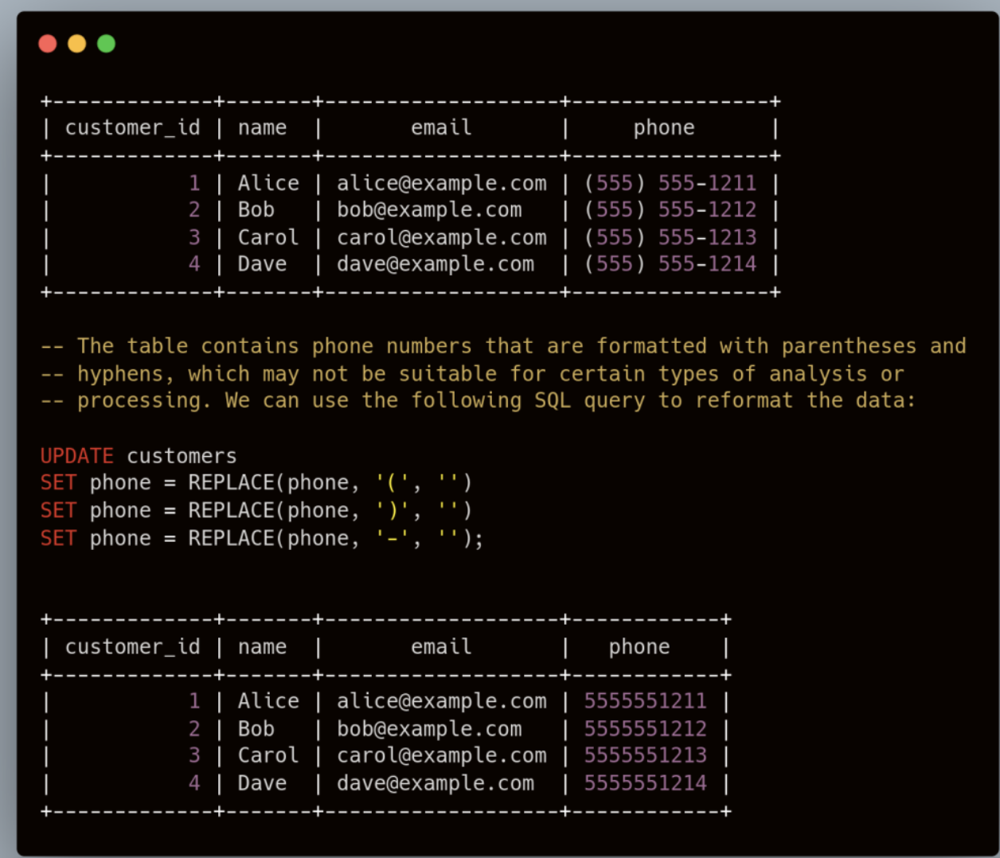 +-------------+-------+-------------------+----------------+
| customer_id | name  |       email       |     phone      |
+-------------+-------+-------------------+----------------+
|           1 | Alice | alice@example.com | (555) 555-1211 |
|           2 | Bob   | bob@example.com   | (555) 555-1212 |
|           3 | Carol | carol@example.com | (555) 555-1213 |
|           4 | Dave  | dave@example.com  | (555) 555-1214 |
+-------------+-------+-------------------+----------------+
-- The table contains phone numbers that are formatted with parentheses and
-- hyphens, which may not be suitable for certain types of analysis or
-- processing. We can use the following SQL query to reformat the data:
UPDATE customers
SET phone = REPLACE(phone, '(', '')
SET phone = REPLACE(phone, ')', '')
SET phone = REPLACE(phone, '-', '');
+-------------+-------+-------------------+------------+
| customer_id | name  |       email       |   phone    |
+-------------+-------+-------------------+------------+
|           1 | Alice | alice@example.com | 5555551211 |
|           2 | Bob   | bob@example.com   | 5555551212 |
|           3 | Carol | carol@example.com | 5555551213 |
|           4 | Dave  | dave@example.com  | 5555551214 |
+-------------+-------+-------------------+------------+